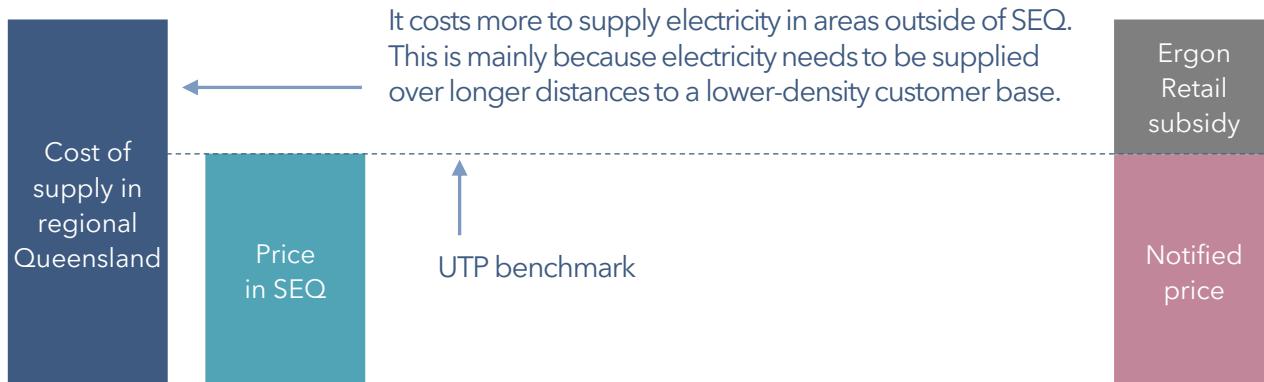 It costs more to supply electricity in areas outside of SEQ.
This is mainly because electricity needs to be supplied
over longer distances to a lower-density customer base.
Cost of
supply in
regional
Queensland
Price
in SEQ
UTP benchmark
Ergon
Retail
subsidy
Notified
price